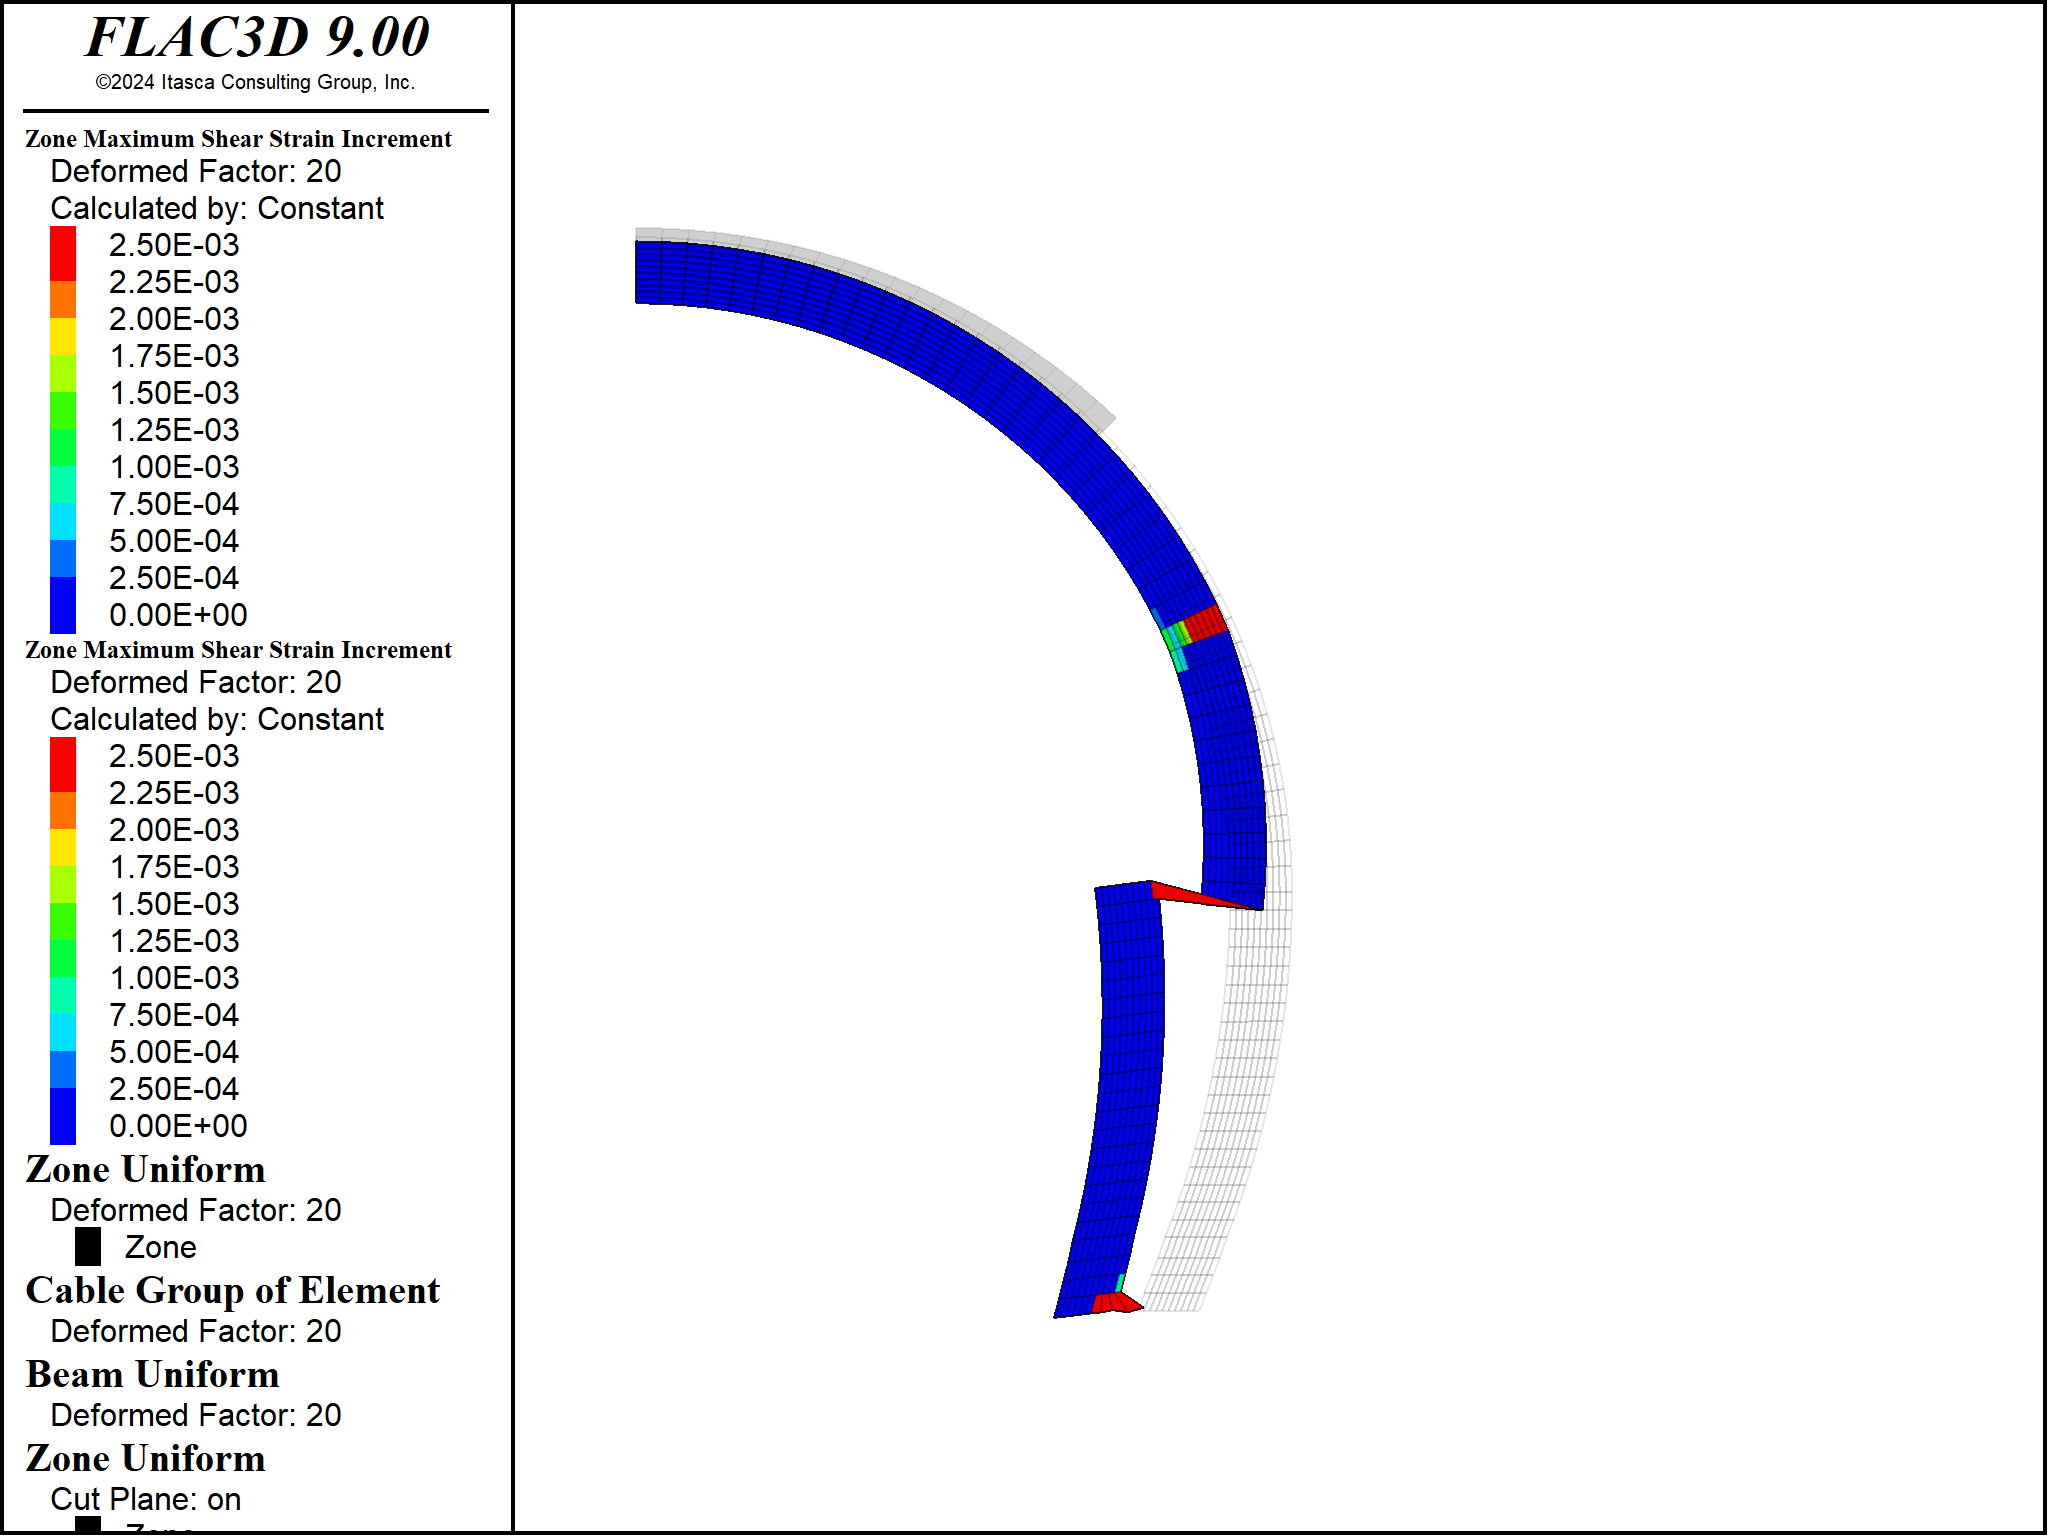 FLAC3D 9.00
©2024 Itasca Consulting Group, Inc.
Zone Maximum Shear Strain Increment
Deformed Factor: 20
Calculated by: Constant
2.50E-03
2.25E-03
2.00E-03
1.75E-03
1.50E-03
1.25E-03
1.00E-03
7.50E-04
5.00E-04
2.50E-04
0.00E+00
Zone Maximum Shear Strain Increment
Deformed Factor: 20
Calculated by: Constant
2.50E-03
2.25E-03
2.00E-03
1.75E-03
1.50E-03
1.25E-03
1.00E-03
7.50E-04
5.00E-04
2.50E-04
0.00E+00
Zone Uniform
Deformed Factor: 20
Zone
Cable Group of Element
Deformed Factor: 20
Beam Uniform
Deformed Factor: 20
Zone Uniform
Cut Plane: on